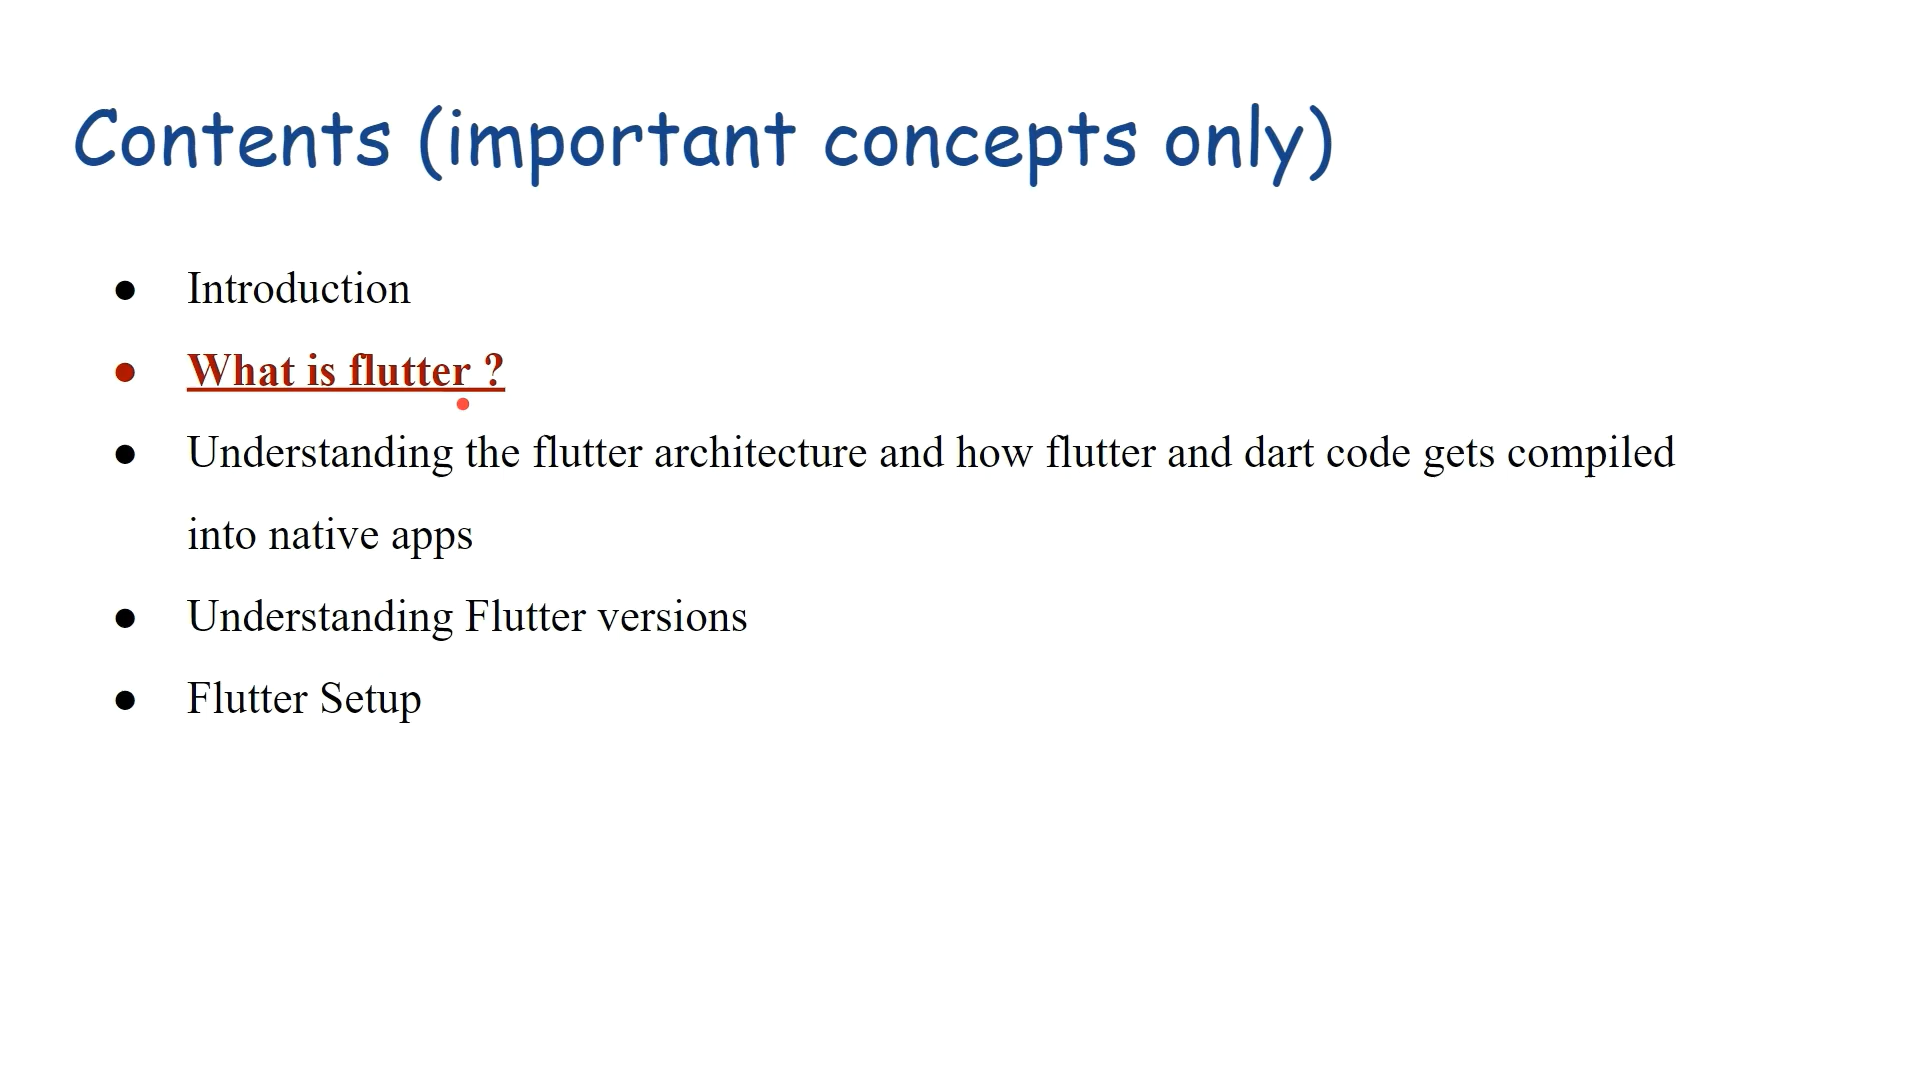 Contents (important concepts only)
● Introduction
● What is flutter ?
● Understanding the flutter architecture and how flutter and dart code gets compiled
into native apps
● Understanding Flutter versions
● Flutter Setup